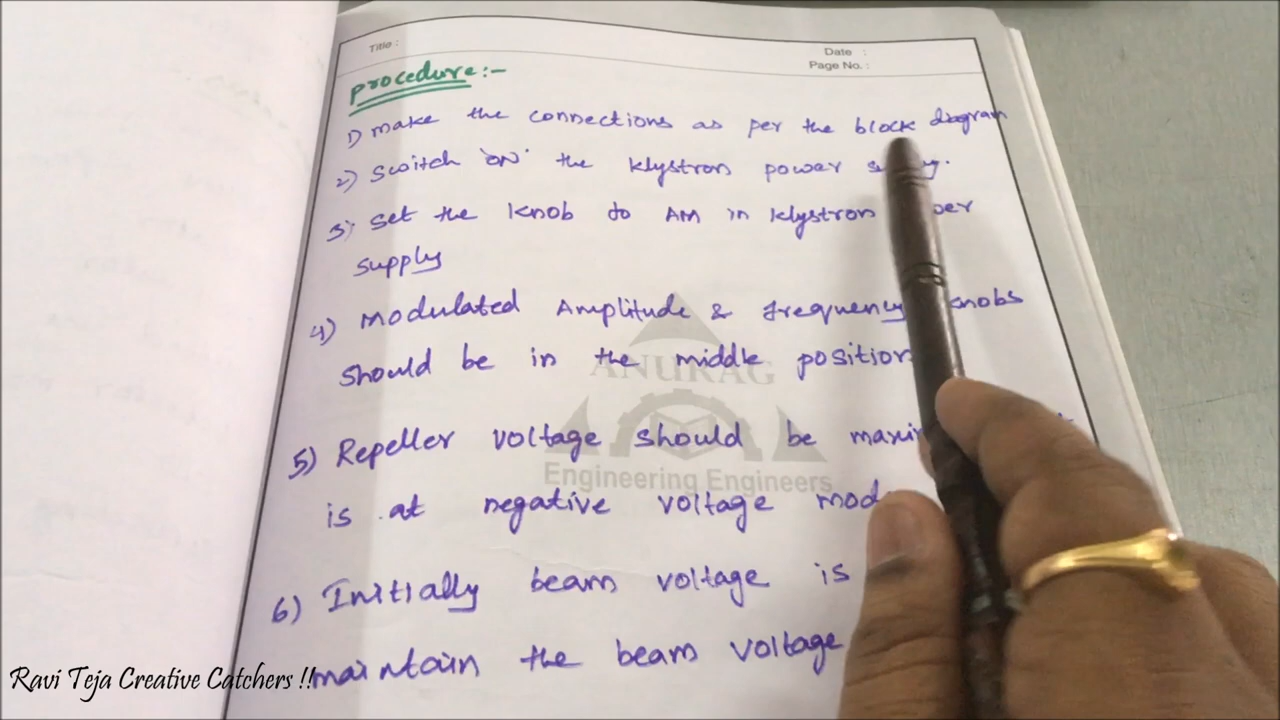 Title :
Date :
Page No. :
Procedure:-
1) make the connections as per the block diagram
2) switch 'ON' the klystron power
3) set the knob to AM in klystron
supply
4) modulated Amplitude & frequency knobs
should be in the middle position
5) Repeller voltage should be
is at negative voltage
6) Initially beam voltage is
maintain the beam voltage
ANURAG
Engineering Engineers
Ravi Teja Creative Catchers !!